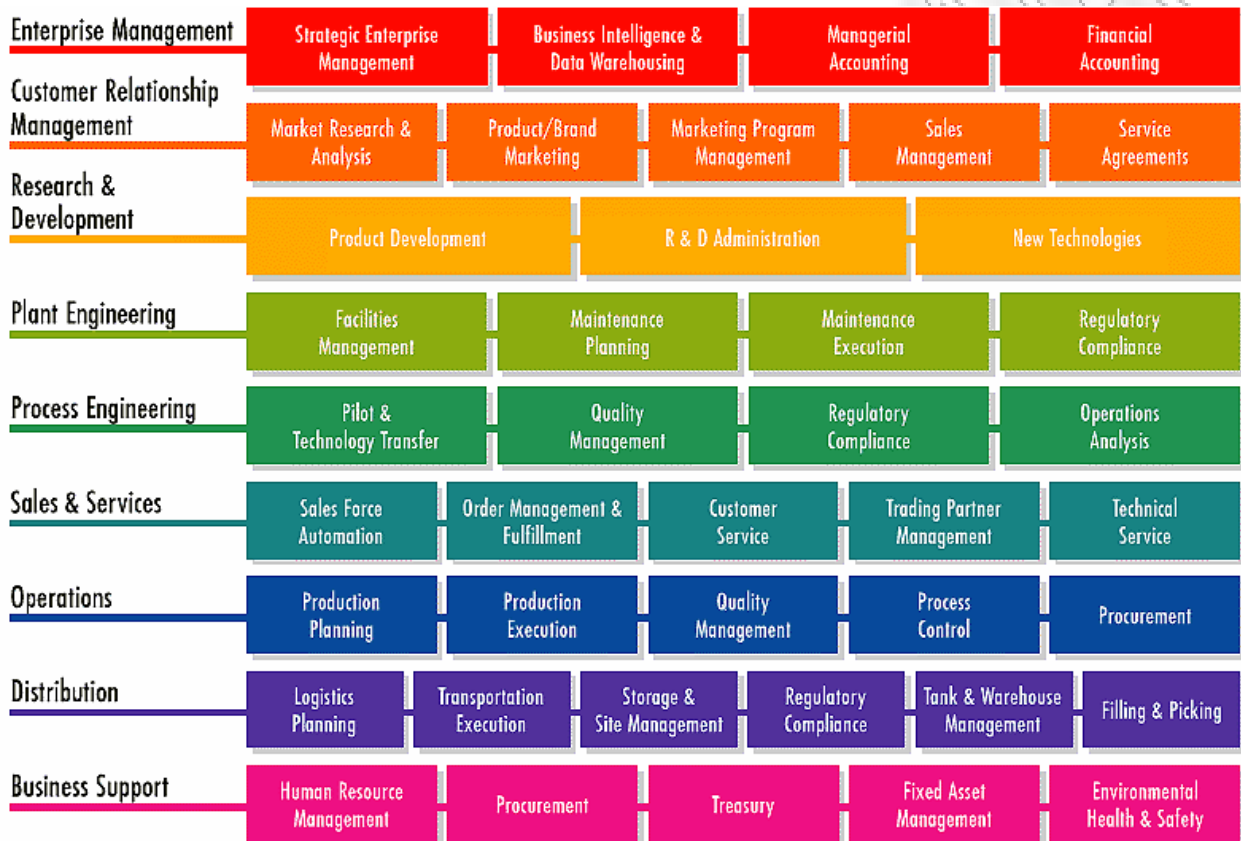 Enterprise Management
Strategic Enterprise
Management
Business Intelligence &
Data Warehousing
Managerial
Accounting
Financial
Accounting
Customer Relationship
Management
Market Research &
Analysis
Product/Brand
Marketing
Marketing Program
Management
Sales
Management
Service
Agreements
Research &
Development
Product Development
R & D Administration
New Technologies
Plant Engineering
Facilities
Management
Maintenance
Planning
Maintenance
Execution
Regulatory
Compliance
Process Engineering
Pilot &
Technology Transfer
Quality
Management
Regulatory
Compliance
Operations
Analysis
Sales & Services
Sales Force
Automation
Order Management &
Fulfillment
Customer
Service
Trading Partner
Management
Technical
Service
Operations
Production
Planning
Production
Execution
Quality
Management
Process
Control
Procurement
Distribution
Logistics
Planning
Transportation
Execution
Storage &
Site Management
Regulatory
Compliance
Tank & Warehouse
Management
Filling & Picking
Business Support
Human Resource
Management
Procurement
Treasury
Fixed Asset
Management
Environmental
Health & Safety